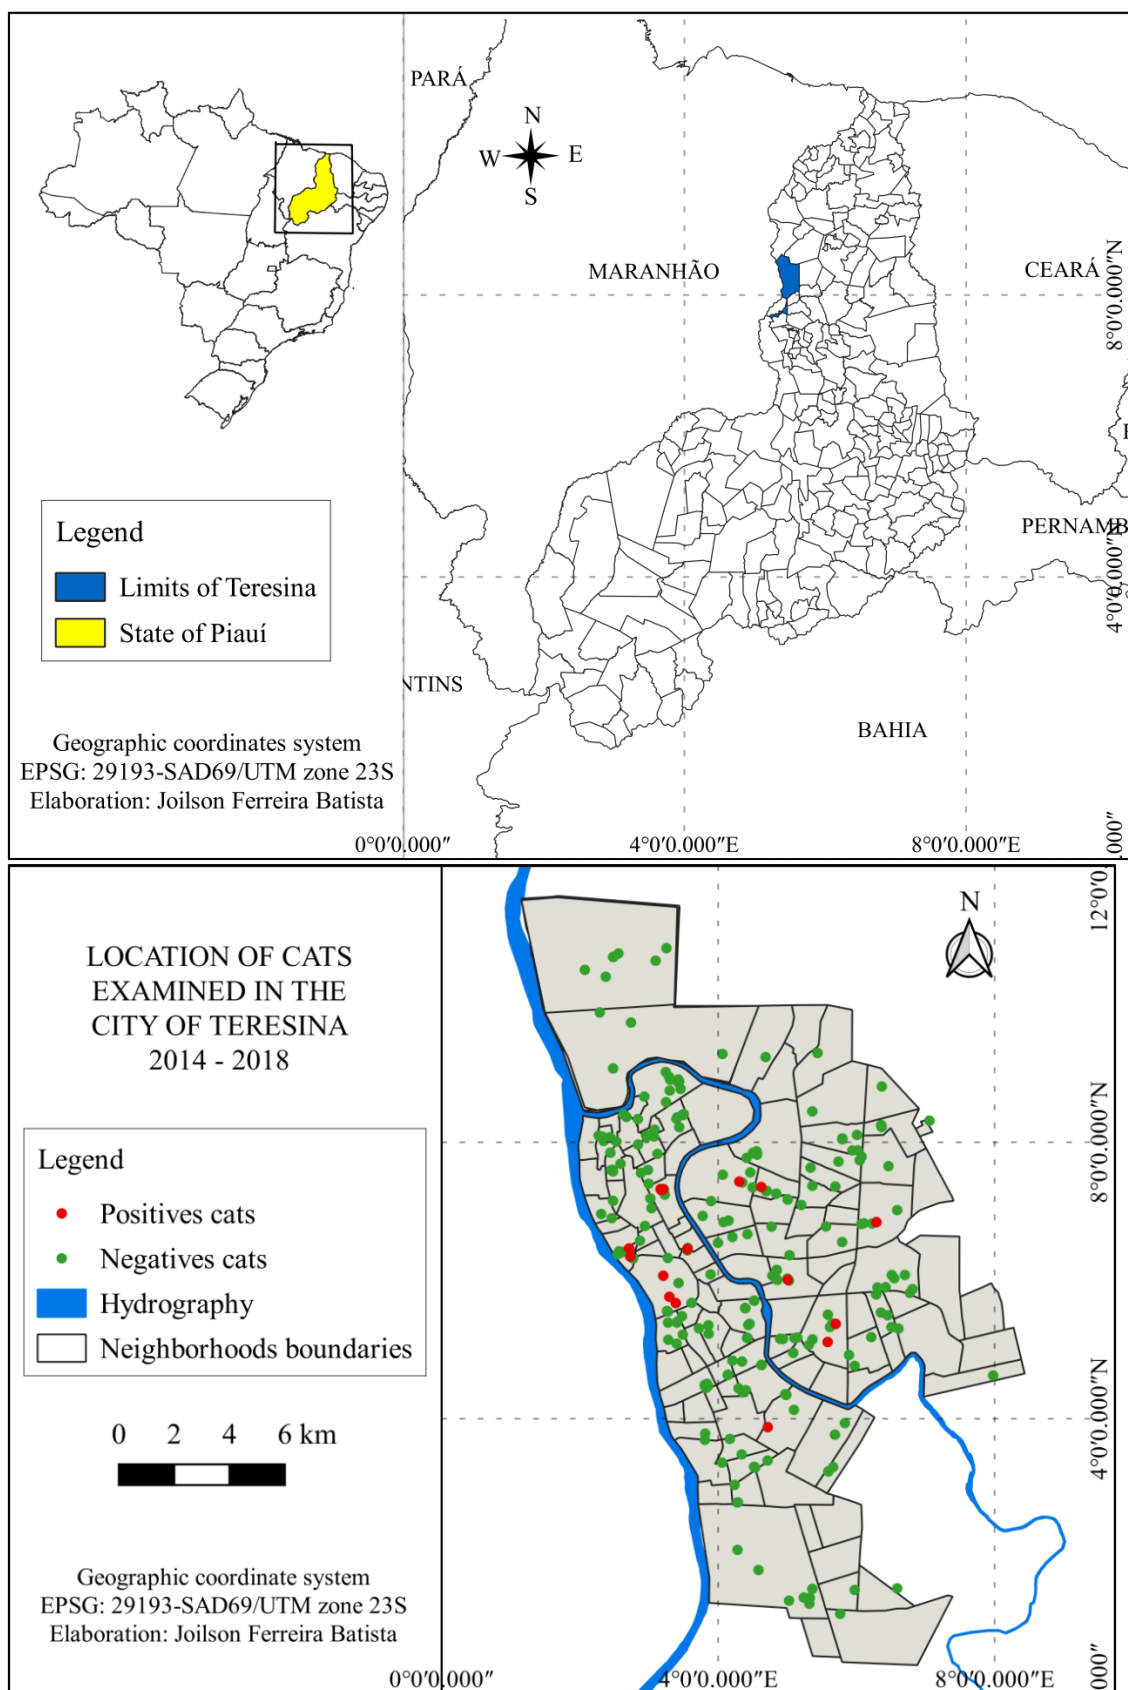 PARÁ
N
W
E
S
MARANHÃO
CEARÁ
8°0'0.000"N
PERNAMB
4°0'0.000"N
NTINS
BAHIA
Legend
Limits of Teresina
State of Piauí
Geographic coordinates system
EPSG: 29193-SAD69/UTM zone 23S
Elaboration: Joilson Ferreira Batista
0°0'0.000"
4°0'0.000"E
8°0'0.000"E
.000"
LOCATION OF CATS
EXAMINED IN THE
CITY OF TERESINA
2014 - 2018
N
12°0'0.
Legend
Positives cats
Negatives cats
Hydrography
Neighborhoods boundaries
8°0'0.000"N
0 2 4 6 km
4°0'0.000"N
Geographic coordinate system
EPSG: 29193-SAD69/UTM zone 23S
Elaboration: Joilson Ferreira Batista
0°0'0.000"
4°0'0.000"E
8°0'0.000"E
000"